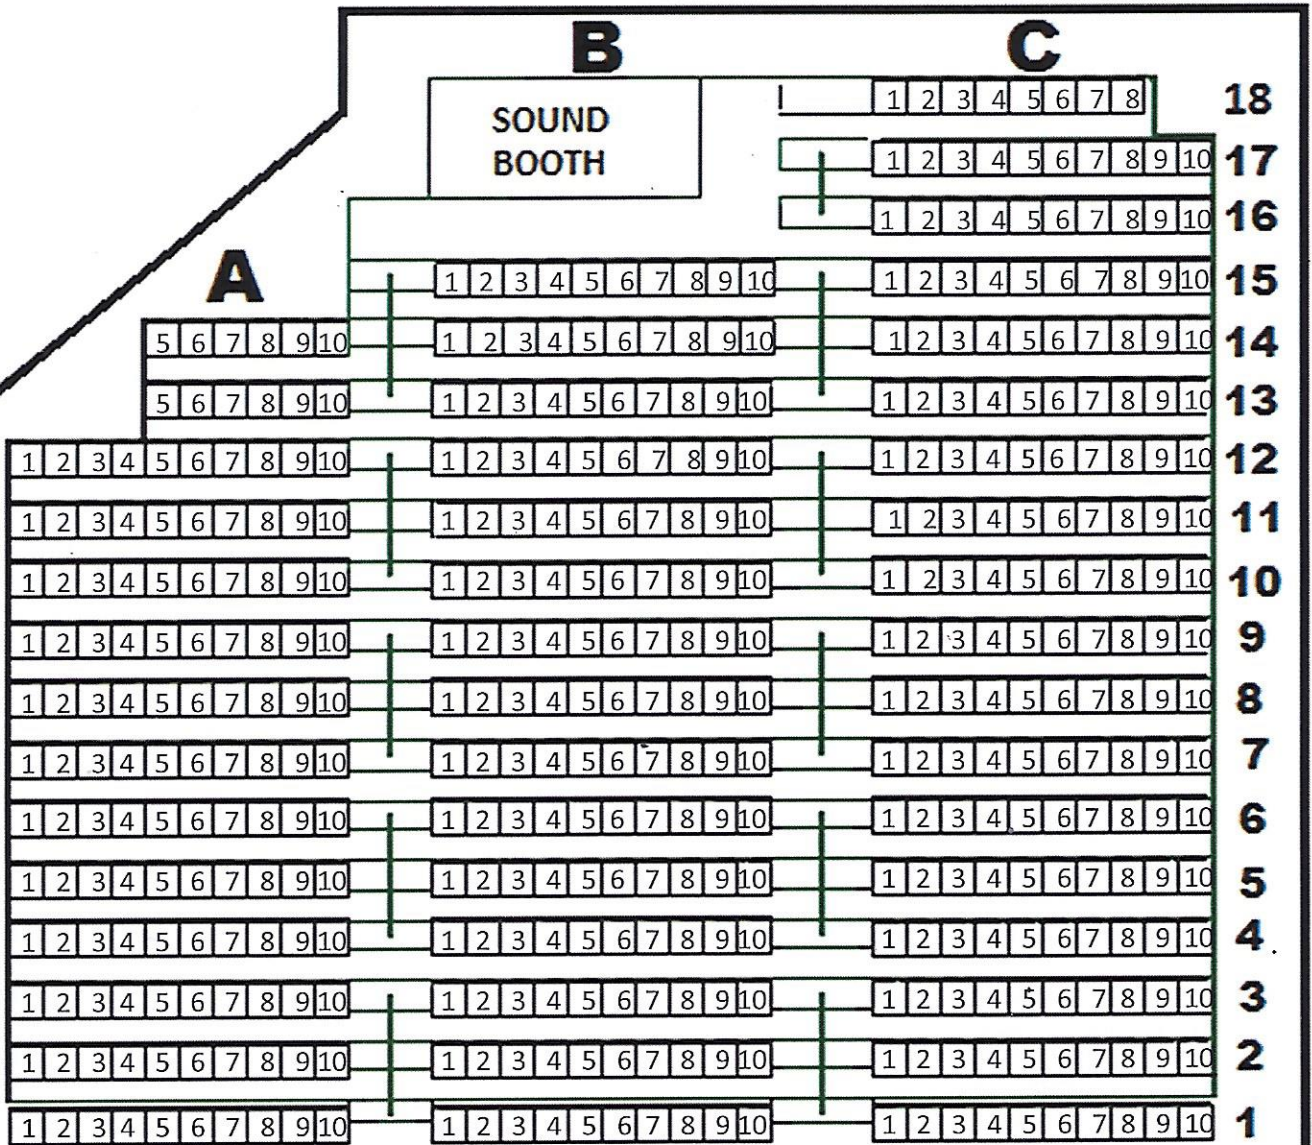 B C
SOUND
BOOTH
1 2 3 4 5 6 7 8 18
1 2 3 4 5 6 7 8 9 10 17
1 2 3 4 5 6 7 8 9 10 16
A
1 2 3 4 5 6 7 8 9 10 1 2 3 4 5 6 7 8 9 10 15
5 6 7 8 9 10 1 2 3 4 5 6 7 8 9 10 1 2 3 4 5 6 7 8 9 10 14
5 6 7 8 9 10 1 2 3 4 5 6 7 8 9 10 1 2 3 4 5 6 7 8 9 10 13
1 2 3 4 5 6 7 8 9 10 1 2 3 4 5 6 7 8 9 10 1 2 3 4 5 6 7 8 9 10 12
1 2 3 4 5 6 7 8 9 10 1 2 3 4 5 6 7 8 9 10 1 2 3 4 5 6 7 8 9 10 11
1 2 3 4 5 6 7 8 9 10 1 2 3 4 5 6 7 8 9 10 1 2 3 4 5 6 7 8 9 10 10
1 2 3 4 5 6 7 8 9 10 1 2 3 4 5 6 7 8 9 10 1 2 3 4 5 6 7 8 9 10 9
1 2 3 4 5 6 7 8 9 10 1 2 3 4 5 6 7 8 9 10 1 2 3 4 5 6 7 8 9 10 8
1 2 3 4 5 6 7 8 9 10 1 2 3 4 5 6 7 8 9 10 1 2 3 4 5 6 7 8 9 10 7
1 2 3 4 5 6 7 8 9 10 1 2 3 4 5 6 7 8 9 10 1 2 3 4 5 6 7 8 9 10 6
1 2 3 4 5 6 7 8 9 10 1 2 3 4 5 6 7 8 9 10 1 2 3 4 5 6 7 8 9 10 5
1 2 3 4 5 6 7 8 9 10 1 2 3 4 5 6 7 8 9 10 1 2 3 4 5 6 7 8 9 10 4
1 2 3 4 5 6 7 8 9 10 1 2 3 4 5 6 7 8 9 10 1 2 3 4 5 6 7 8 9 10 3
1 2 3 4 5 6 7 8 9 10 1 2 3 4 5 6 7 8 9 10 1 2 3 4 5 6 7 8 9 10 2
1 2 3 4 5 6 7 8 9 10 1 2 3 4 5 6 7 8 9 10 1 2 3 4 5 6 7 8 9 10 1